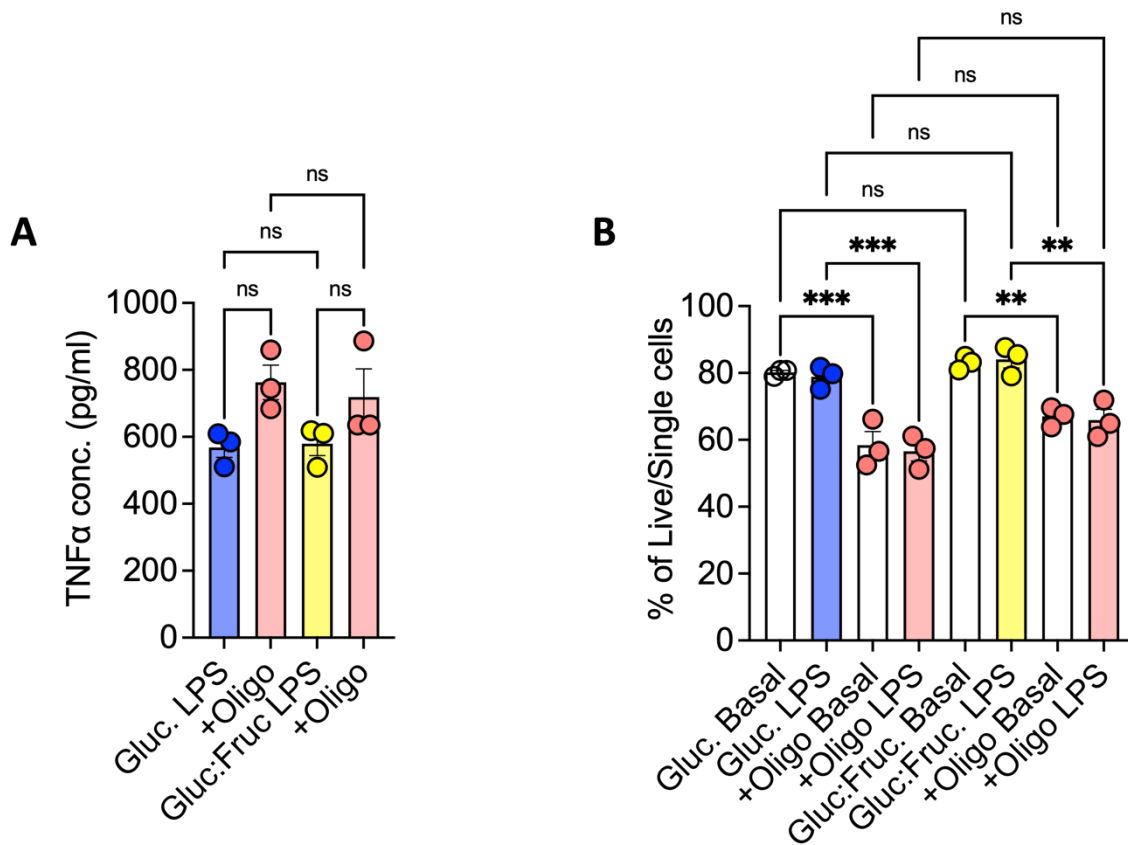 A
ns
ns
ns
ns
TNFα conc. (pg/ml)
1000
800
600
400
200
0
Gluc. LPS
+Oligo
Gluc:Fruc LPS
+Oligo
B
ns
ns
ns
ns
***
**
***
**
% of Live/Single cells
100
80
60
40
20
0
Gluc. Basal
Gluc. LPS
+Oligo Basal
+Oligo LPS
Gluc:Fruc. Basal
Gluc:Fruc. LPS
+Oligo Basal
+Oligo LPS